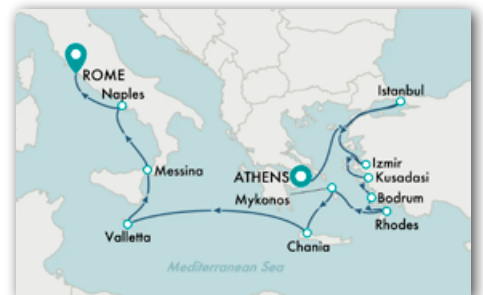 ROME
Naples
Istanbul
Messina
ATHENS
Izmir
Kusadasi
Mykonos
Bodrum
Rhodes
Valletta
Chania
Mediterranean Sea